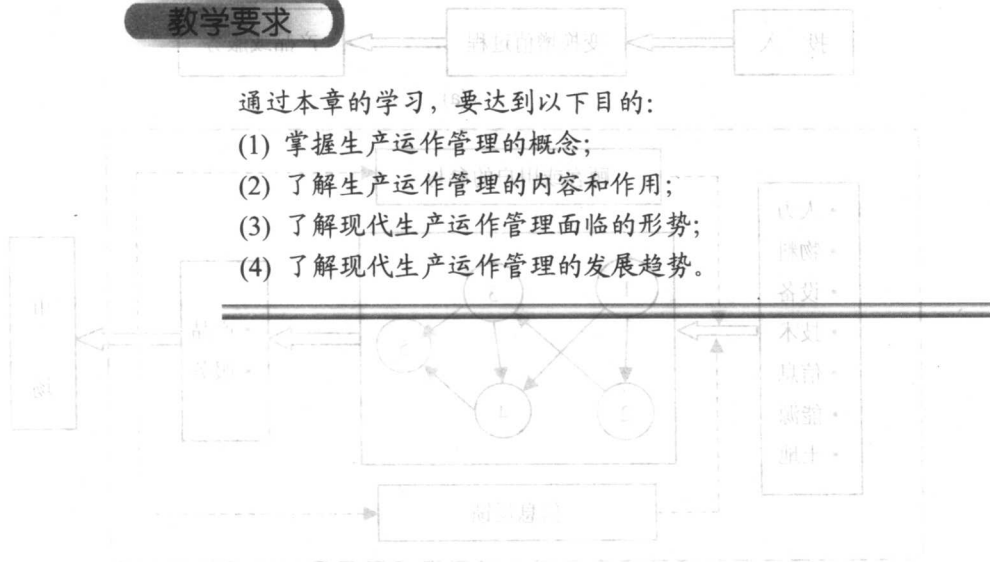 教学要求
通过本章的学习，要达到以下目的：
(1) 掌握生产运作管理的概念；
(2) 了解生产运作管理的内容和作用；
(3) 了解现代生产运作管理面临的形势；
(4) 了解现代生产运作管理的发展趋势。